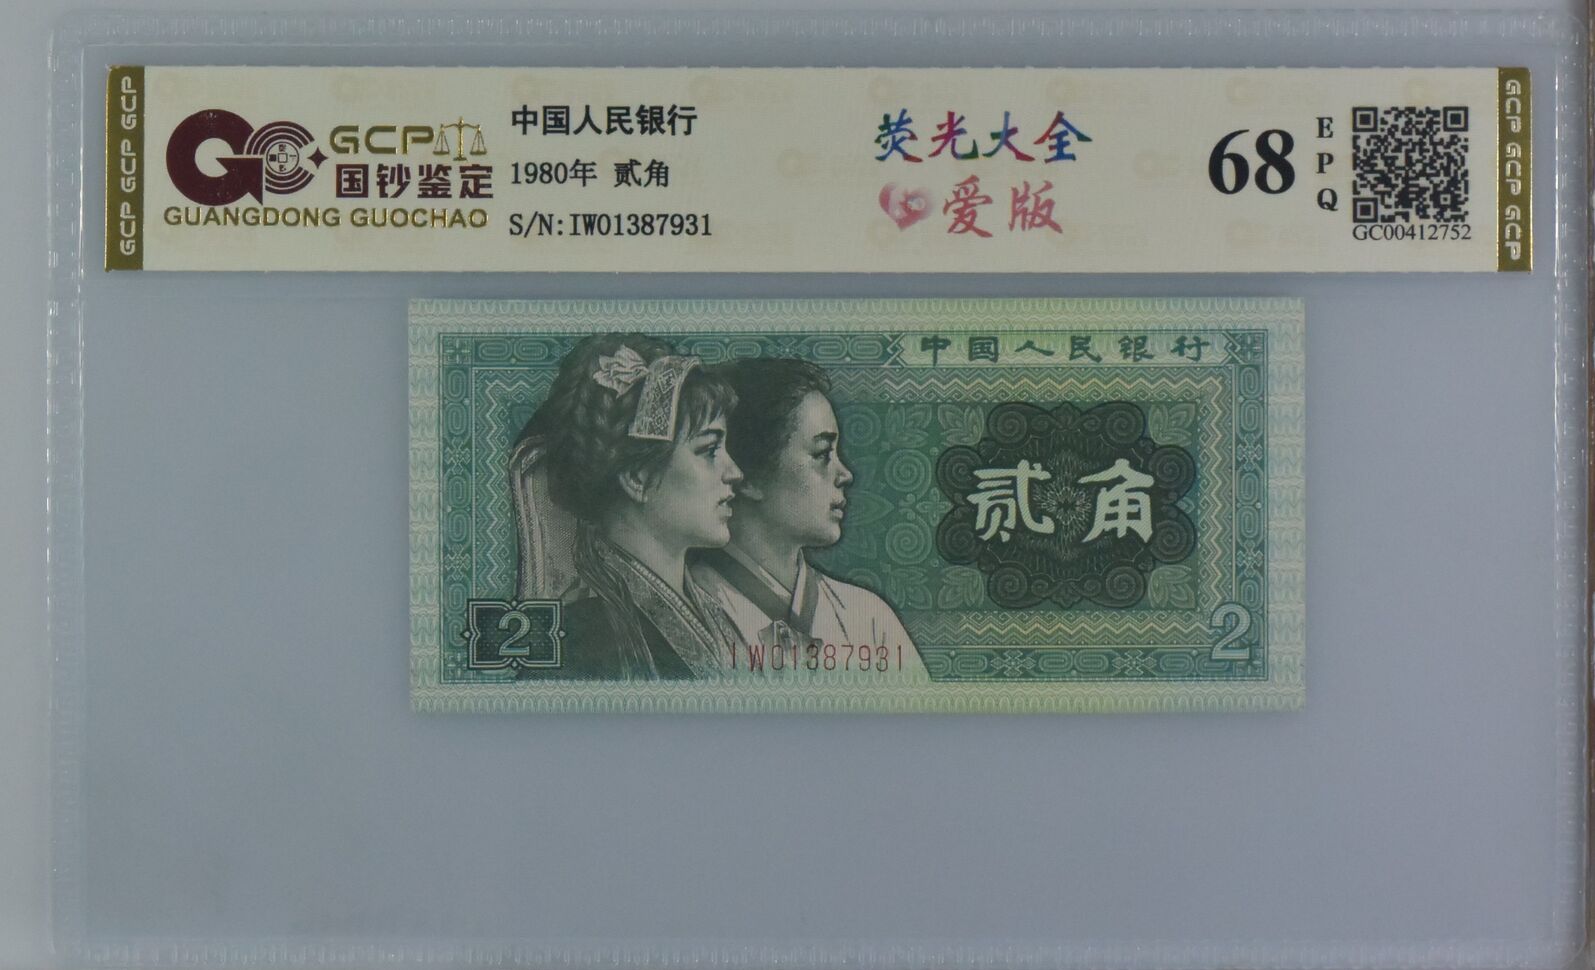 GCP GCP GCP
GCP
国钞鉴定
GUANGDONG GUOCHAO
中国人民银行
1980年 贰角
S/N:IW01387931
荧光大全
爱版
68
EPQ
GC00412752
GCP GCP GCP
中国人民银行
贰角
2
2
IW01387931